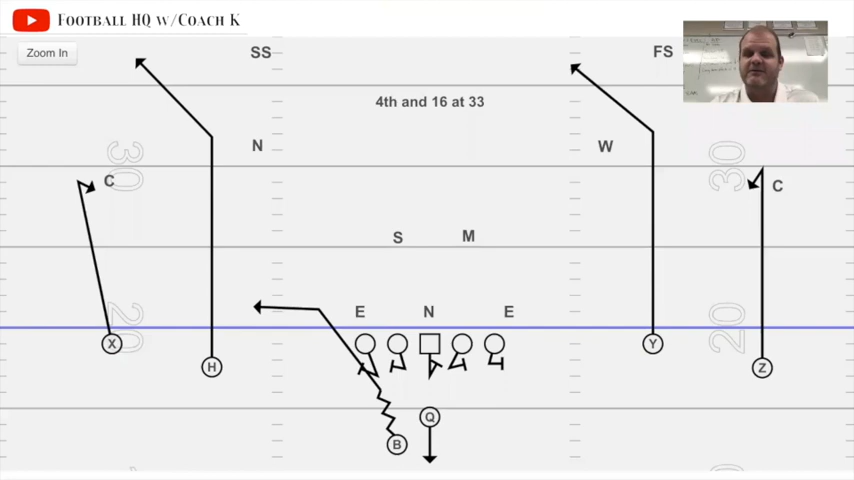 Football HQ w/Coach K
Zoom In
SS
FS
4th and 16 at 33
N
W
30
30
C
C
S
M
E
N
E
20
20
X
Y
H
Z
Q
B